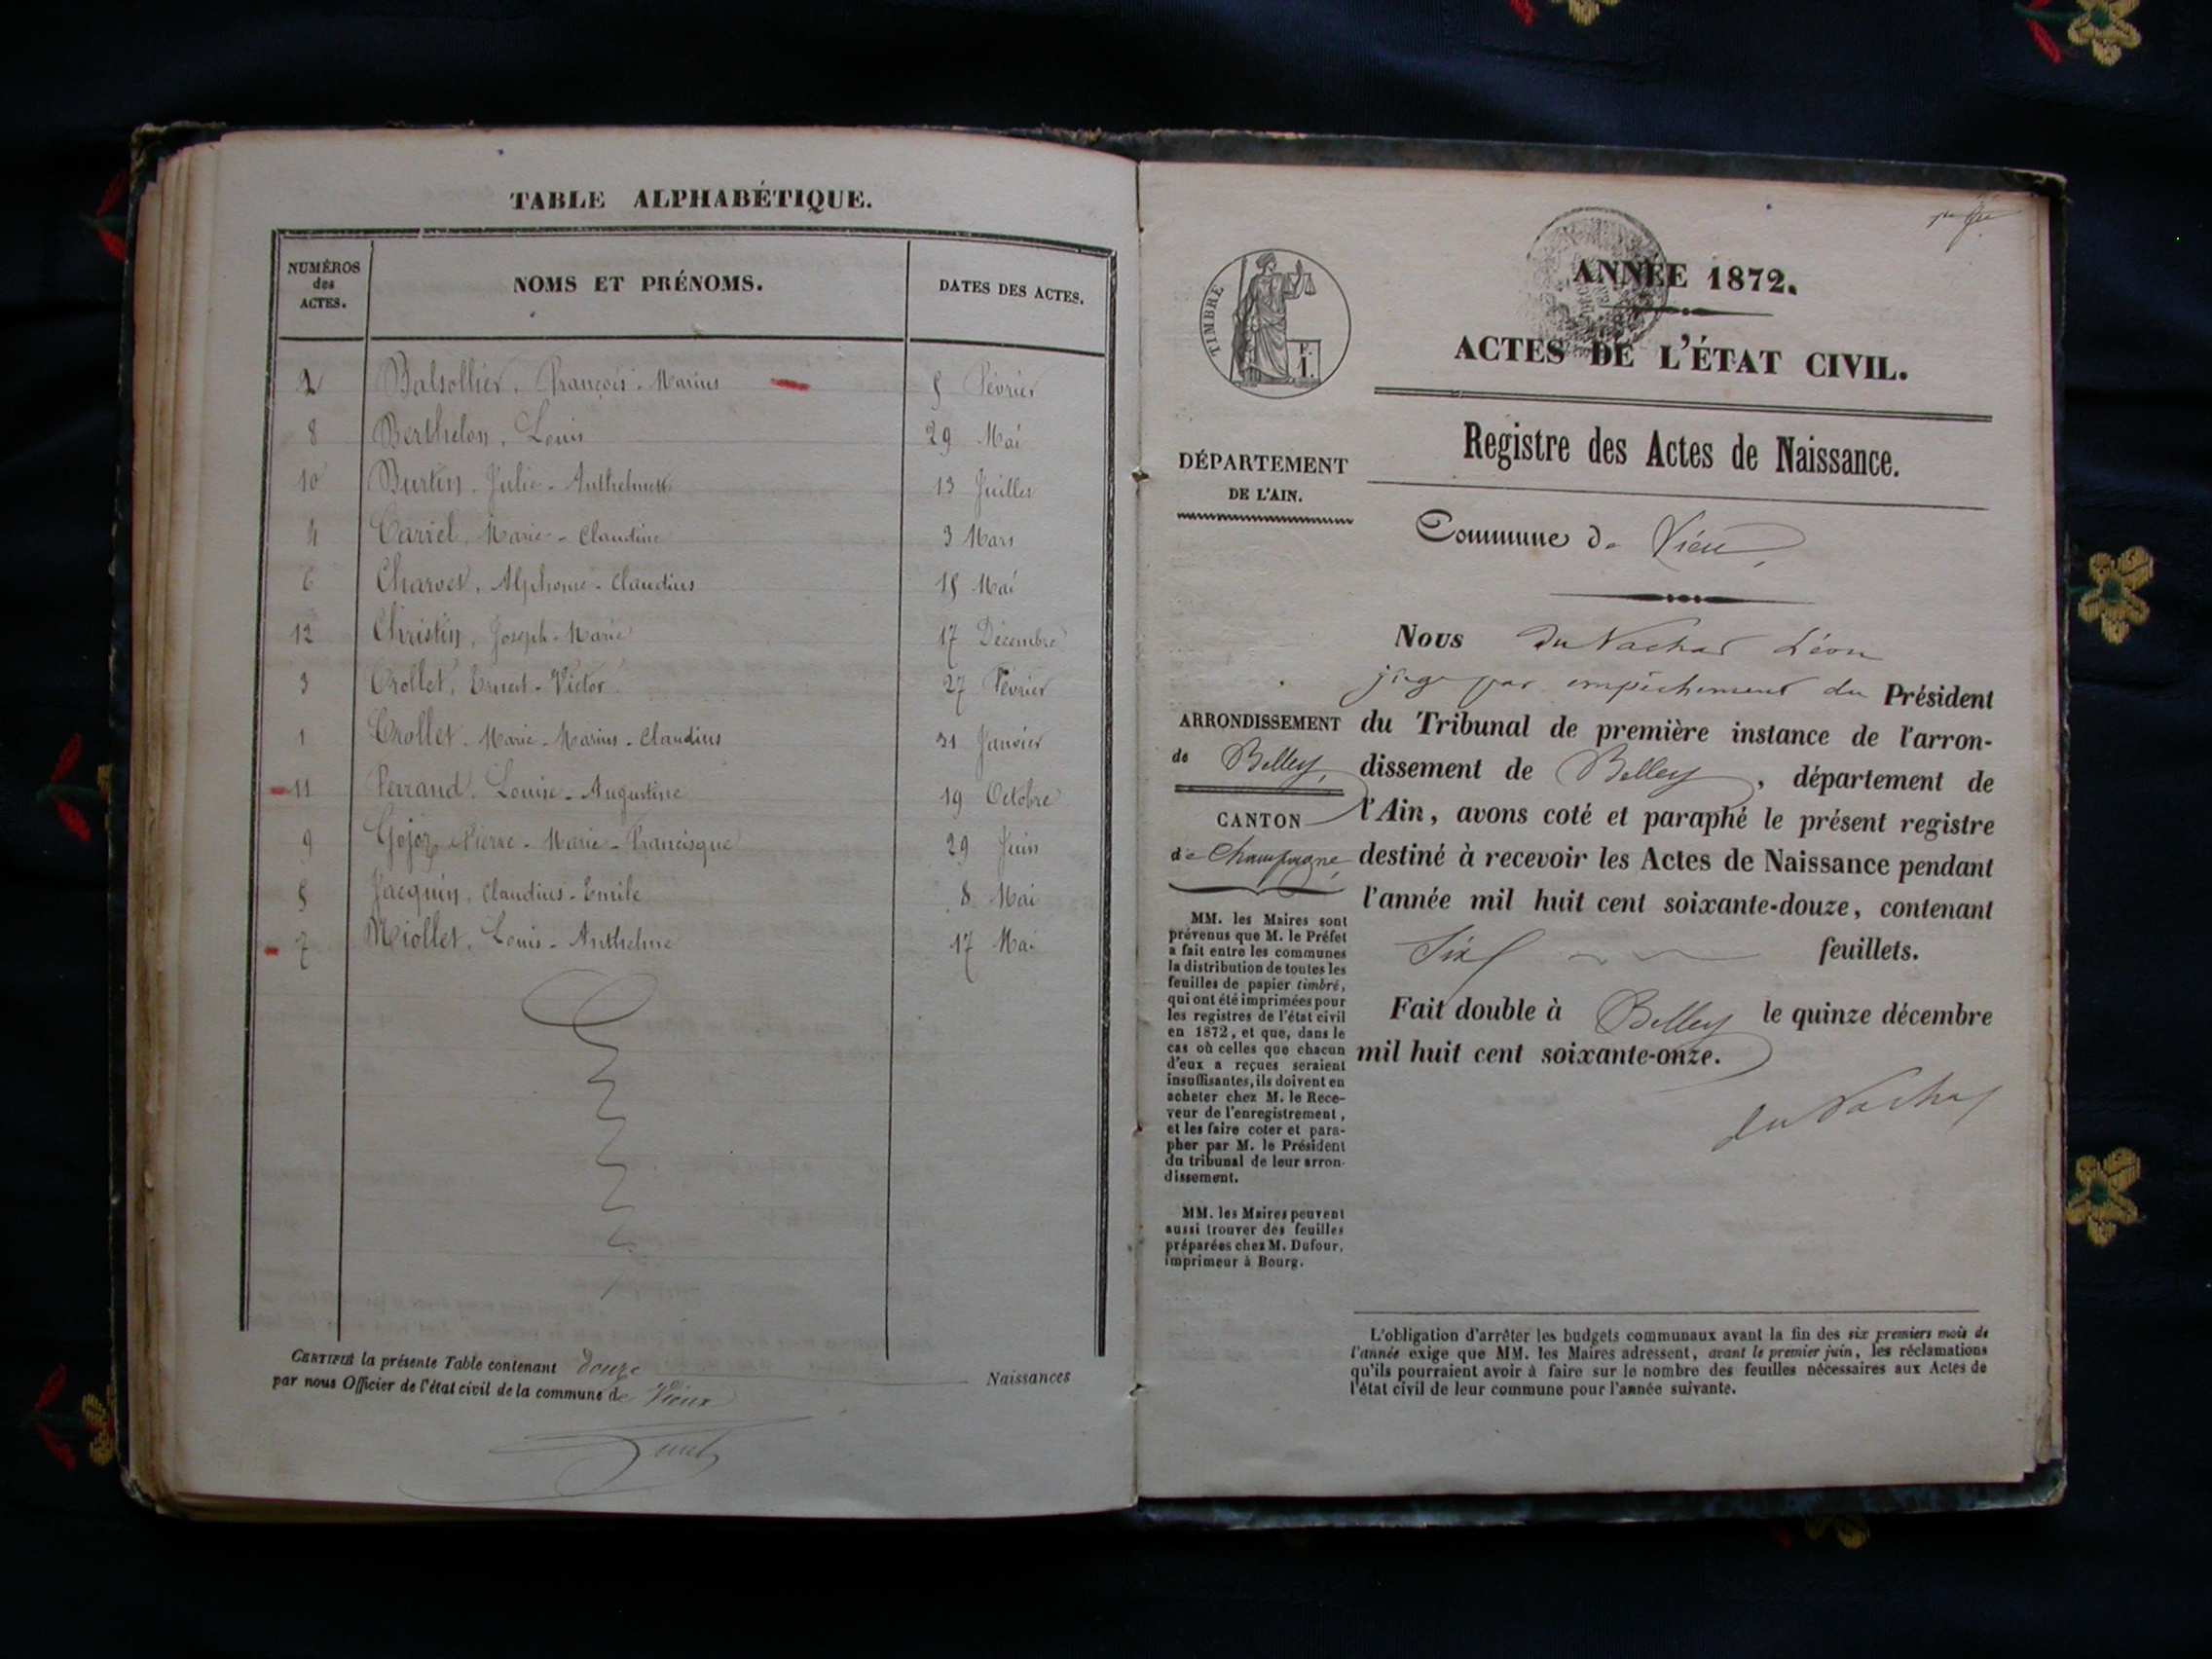 TABLE ALPHABÉTIQUE.
NUMÉROS des ACTES.
NOMS ET PRÉNOMS.
DATES DES ACTES.
2 Balsollier, François-Marius 5 Février
8 Berthelon, Louis 29 Mai
10 Burtin, Julie-Anthelmette 13 Juillet
4 Carrel, Marie-Claudine 3 Mars
6 Charvet, Alphonse-Claudius 15 Mai
12 Christin, Joseph-Marie 17 Décembre
3 Crollet, Ernest-Victor 27 Février
1 Crollet, Marie-Marius-Claudius 31 Janvier
11 Ferrand, Louise-Augustine 19 Octobre
9 Gojoz, Pierre-Marie-Francisque 29 Juin
5 Jacquin, Claudius-Emile 8 Mai
7 Miollet, Louis-Anthelme 17 Mai
CERTIFIÉ la présente Table contenant douze Naissances
par nous Officier de l'état civil de la commune de Vieux
TIMBRE
F.
1.
ANNÉE 1872.
ACTES DE L'ÉTAT CIVIL.
Registre des Actes de Naissance.
DÉPARTEMENT
DE L'AIN.
Commune de Vieu
ARRONDISSEMENT
de Belley,
CANTON
de Champagne,
MM. les Maires sont
prévenus que M. le Préfet
a fait entre les communes
la distribution de toutes les
feuilles de papier timbré,
qui ont été imprimées pour
les registres de l'état civil
en 1872, et que, dans le
cas où celles que chacun
d'eux a reçues seraient
insuffisantes, ils doivent en
acheter chez M. le Rece-
veur de l'enregistrement,
et les faire coter et para-
pher par M. le Président
du tribunal de leur arron-
dissement.
MM. les Maires peuvent
aussi trouver des feuilles
préparées chez M. Dufour,
imprimeur à Bourg.
Nous du Nachat Léon
juge par empêchement du Président
du Tribunal de première instance de l'arron-
dissement de Belley, département de
l'Ain, avons coté et paraphé le présent registre
destiné à recevoir les Actes de Naissance pendant
l'année mil huit cent soixante-douze, contenant
Six feuillets.
Fait double à Belley le quinze décembre
mil huit cent soixante-onze.
du Nachat
L'obligation d'arrêter les budgets communaux avant la fin des six premiers mois de
l'année exige que MM. les Maires adressent, avant le premier juin, les réclamations
qu'ils pourraient avoir à faire sur le nombre des feuilles nécessaires aux Actes de
l'état civil de leur commune pour l'année suivante.